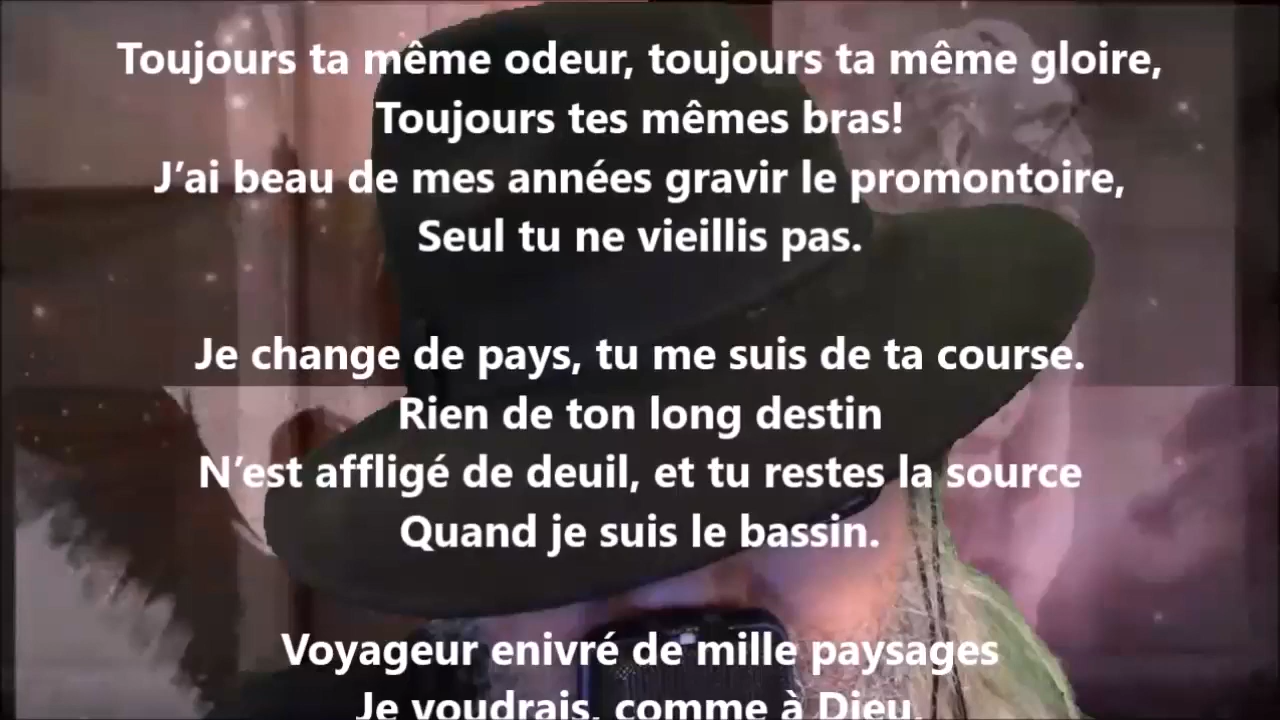 Toujours ta même odeur, toujours ta même gloire,
Toujours tes mêmes bras!
J’ai beau de mes années gravir le promontoire,
Seul tu ne vieillis pas.
Je change de pays, tu me suis de ta course.
Rien de ton long destin
N’est affligé de deuil, et tu restes la source
Quand je suis le bassin.
Voyageur enivré de mille paysages
Je voudrais, comme à Dieu,